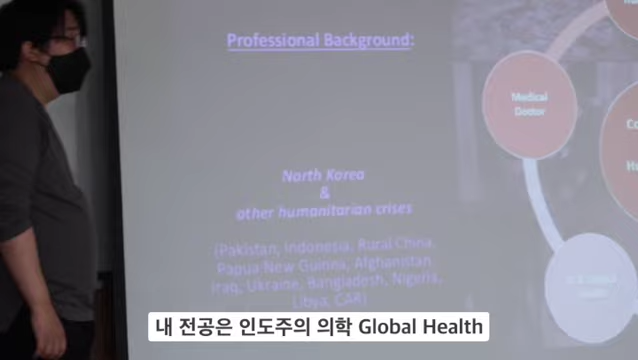 Professional Background:
Medical
Doctor
North Korea
&
other humanitarian crises
(Pakistan, Indonesia, Rural China,
Papua New Guinea, Afghanistan
Iraq, Ukraine, Bangladesh, Nigeria,
Libya, CAR)
내 전공은 인도주의 의학 Global Health